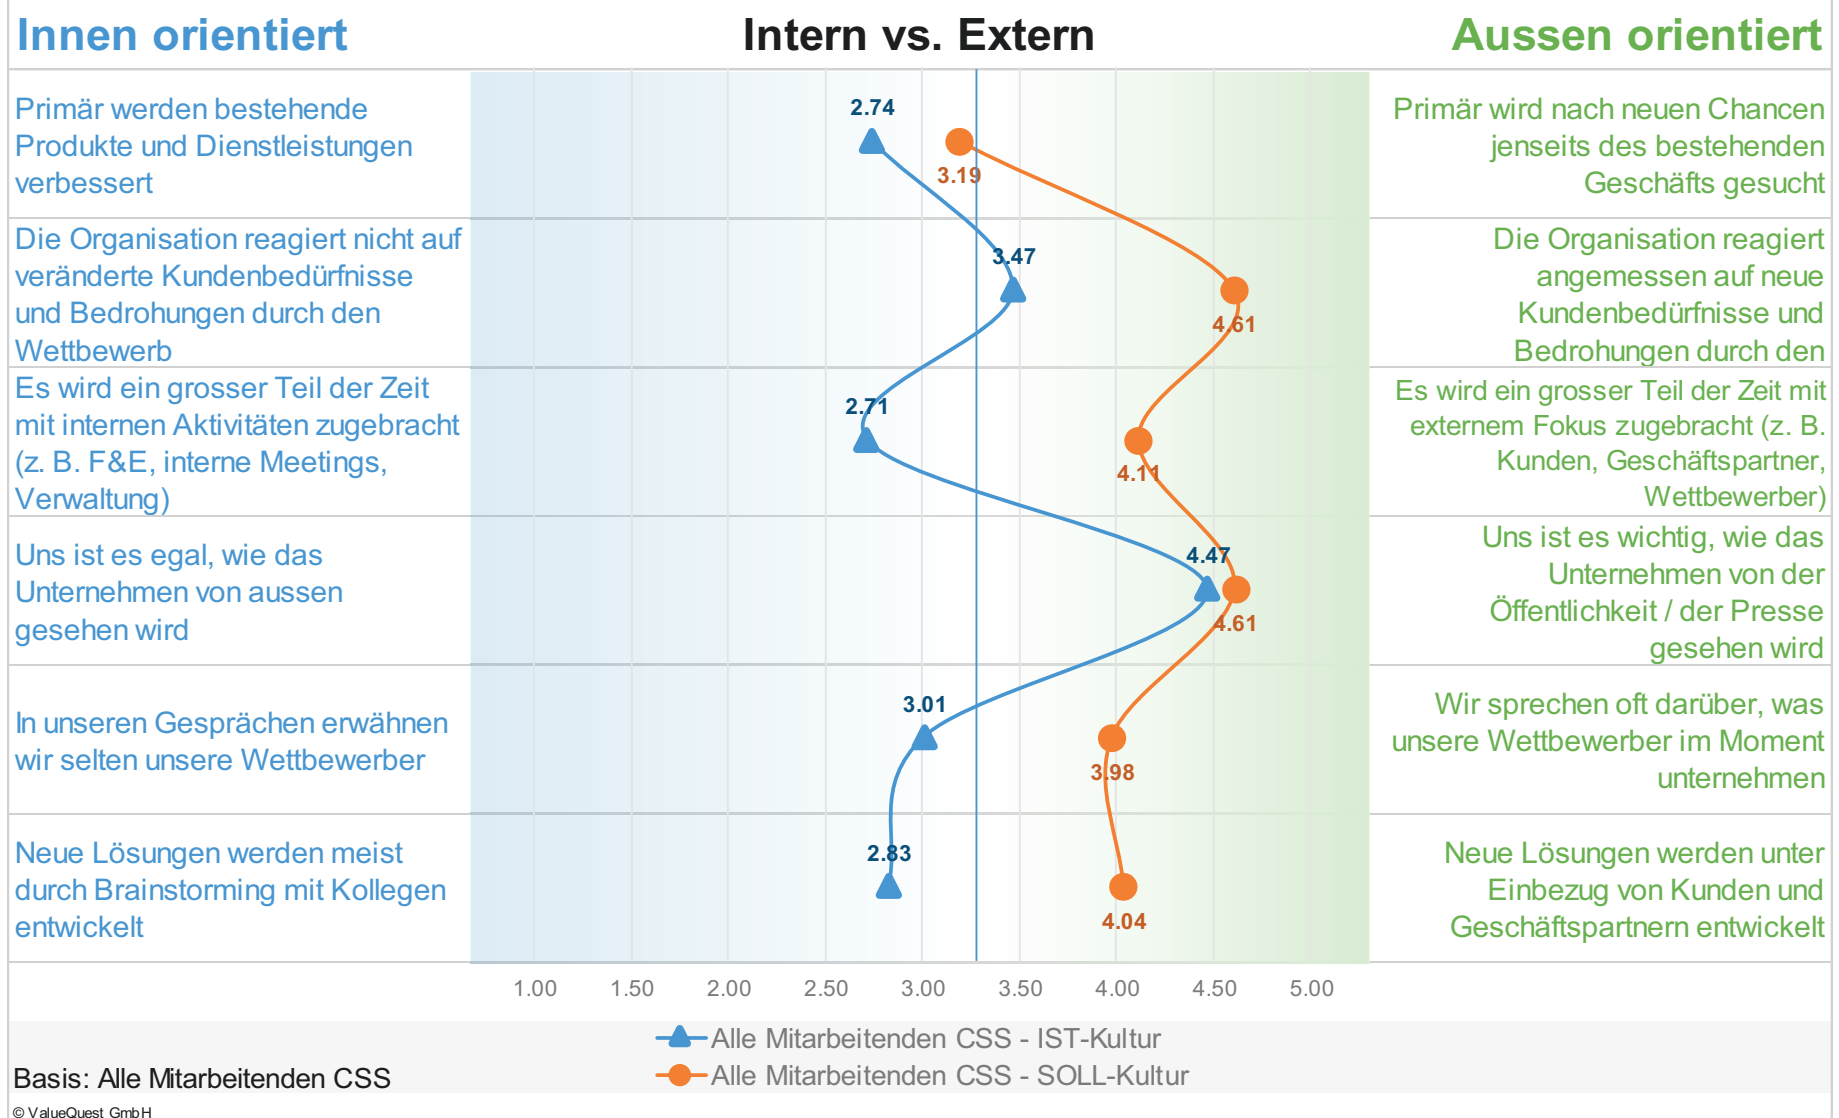 Innen orientiert
Intern vs. Extern
Aussen orientiert
Primär werden bestehende
Produkte und Dienstleistungen
verbessert
2.74
3.19
Primär wird nach neuen Chancen
jenseits des bestehenden
Geschäfts gesucht
Die Organisation reagiert nicht auf
veränderte Kundenbedürfnisse
und Bedrohungen durch den
Wettbewerb
3.47
4.61
Die Organisation reagiert
angemessen auf neue
Kundenbedürfnisse und
Bedrohungen durch den
Es wird ein grosser Teil der Zeit
mit internen Aktivitäten zugebracht
(z. B. F&E, interne Meetings,
Verwaltung)
2.71
4.11
Es wird ein grosser Teil der Zeit mit
externem Fokus zugebracht (z. B.
Kunden, Geschäftspartner,
Wettbewerber)
Uns ist es egal, wie das
Unternehmen von aussen
gesehen wird
4.47
4.61
Uns ist es wichtig, wie das
Unternehmen von der
Öffentlichkeit / der Presse
gesehen wird
In unseren Gesprächen erwähnen
wir selten unsere Wettbewerber
3.01
3.98
Wir sprechen oft darüber, was
unsere Wettbewerber im Moment
unternehmen
Neue Lösungen werden meist
durch Brainstorming mit Kollegen
entwickelt
2.83
4.04
Neue Lösungen werden unter
Einbezug von Kunden und
Geschäftspartnern entwickelt
1.00 1.50 2.00 2.50 3.00 3.50 4.00 4.50 5.00
Alle Mitarbeitenden CSS - IST-Kultur
Alle Mitarbeitenden CSS - SOLL-Kultur
Basis: Alle Mitarbeitenden CSS
© ValueQuest GmbH